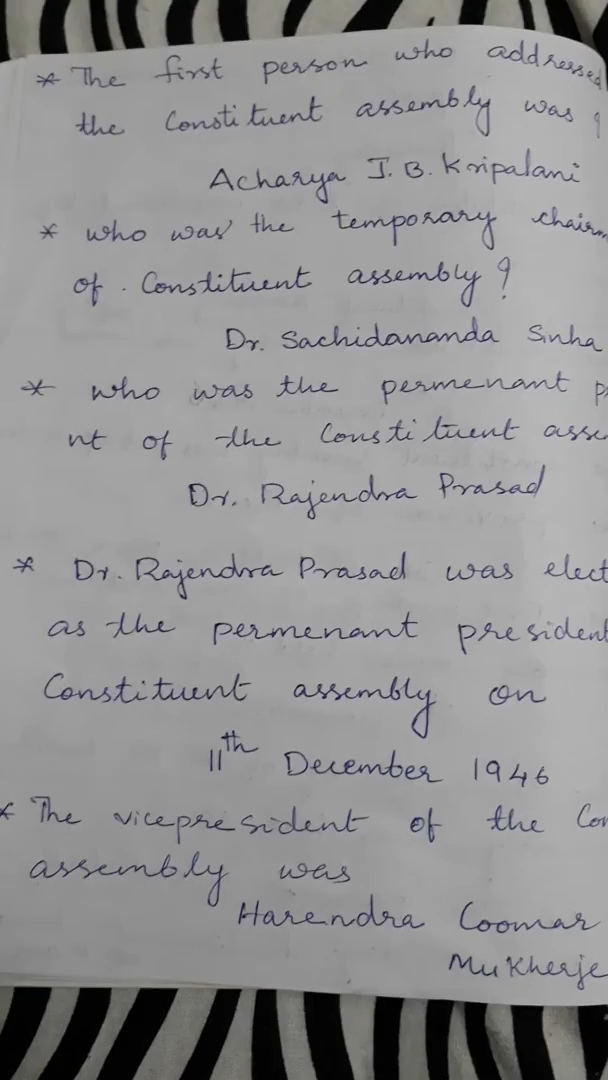 * The first person who addressed
the Constituent assembly was ?
Acharya J. B. Kripalani
* who was the temporary chairm
of. Constituent assembly ?
Dr. Sachidananda Sinha
* who was the permenant p
nt of the Constituent asse
Dr. Rajendra Prasad
* Dr. Rajendra Prasad was elect
as the permenant president
Constituent assembly on
11th December 1946
* The vicepresident of the Con
assembly was
Harendra Coomar
Mukherje